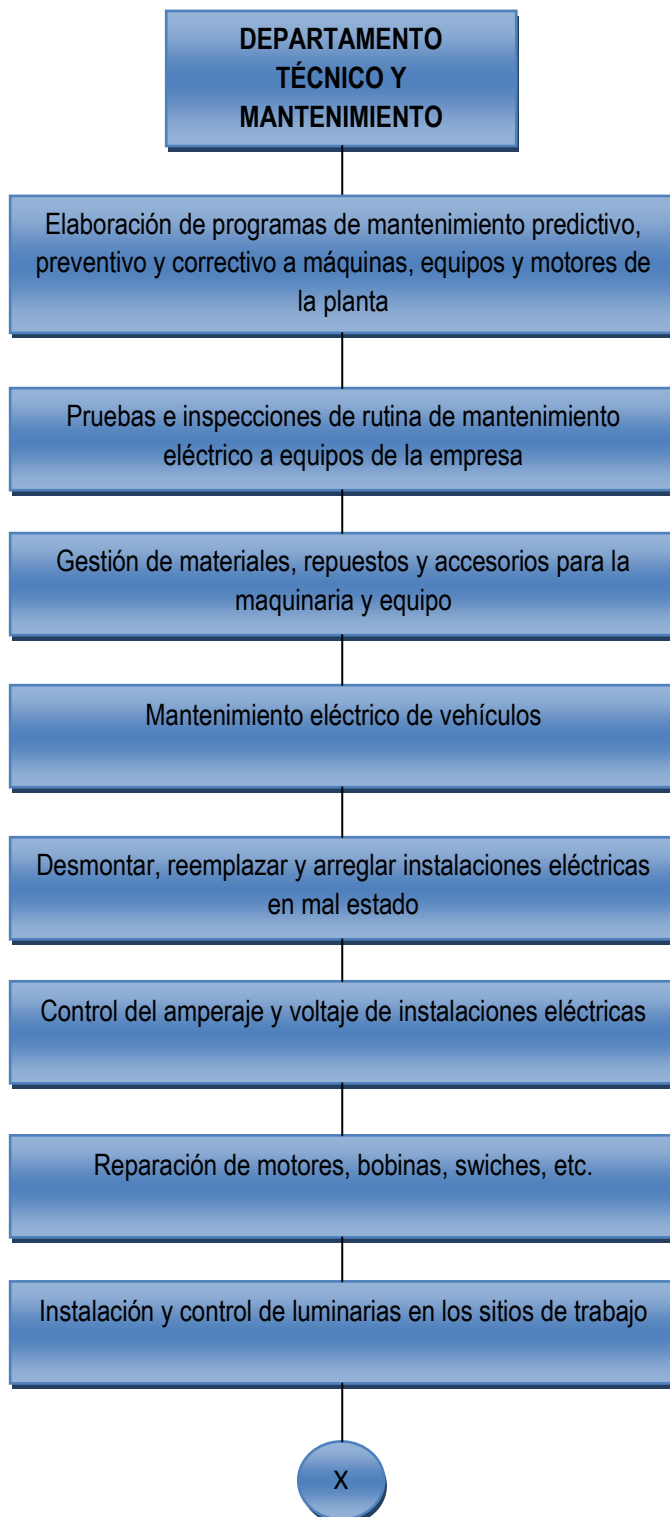 DEPARTAMENTO
TÉCNICO Y
MANTENIMIENTO
Elaboración de programas de mantenimiento predictivo,
preventivo y correctivo a máquinas, equipos y motores de
la planta
Pruebas e inspecciones de rutina de mantenimiento
eléctrico a equipos de la empresa
Gestión de materiales, repuestos y accesorios para la
maquinaria y equipo
Mantenimiento eléctrico de vehículos
Desmontar, reemplazar y arreglar instalaciones eléctricas
en mal estado
Control del amperaje y voltaje de instalaciones eléctricas
Reparación de motores, bobinas, swiches, etc.
Instalación y control de luminarias en los sitios de trabajo
X